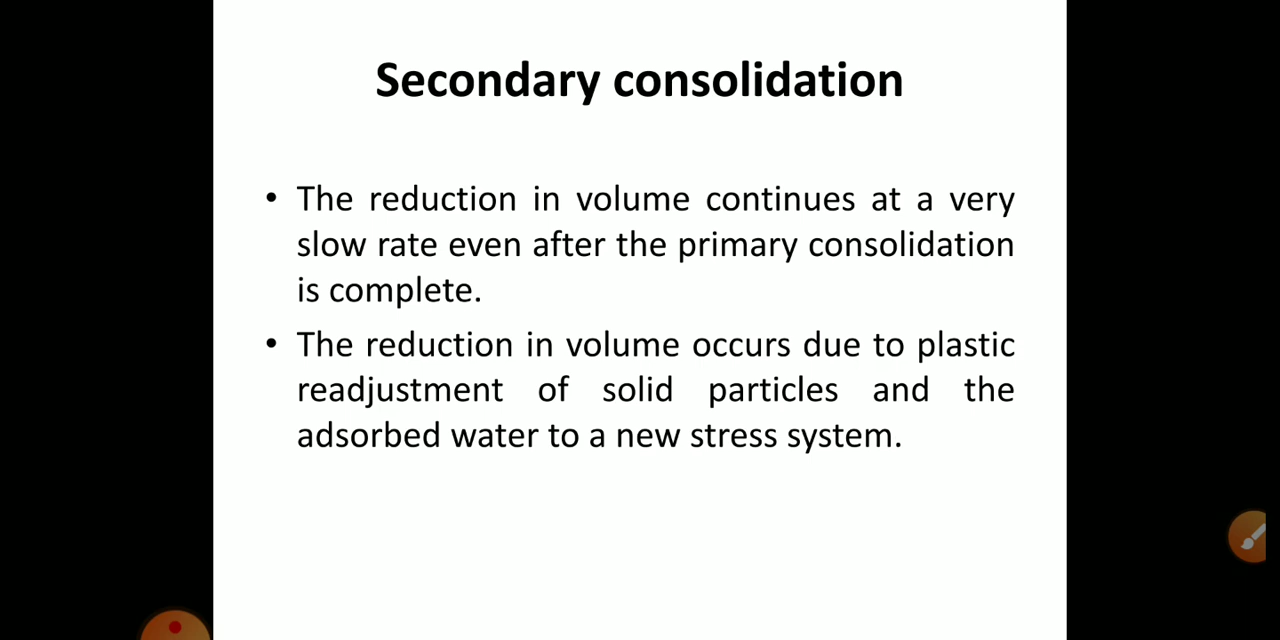 Secondary consolidation
• The reduction in volume continues at a very
slow rate even after the primary consolidation
is complete.
• The reduction in volume occurs due to plastic
readjustment of solid particles and the
adsorbed water to a new stress system.